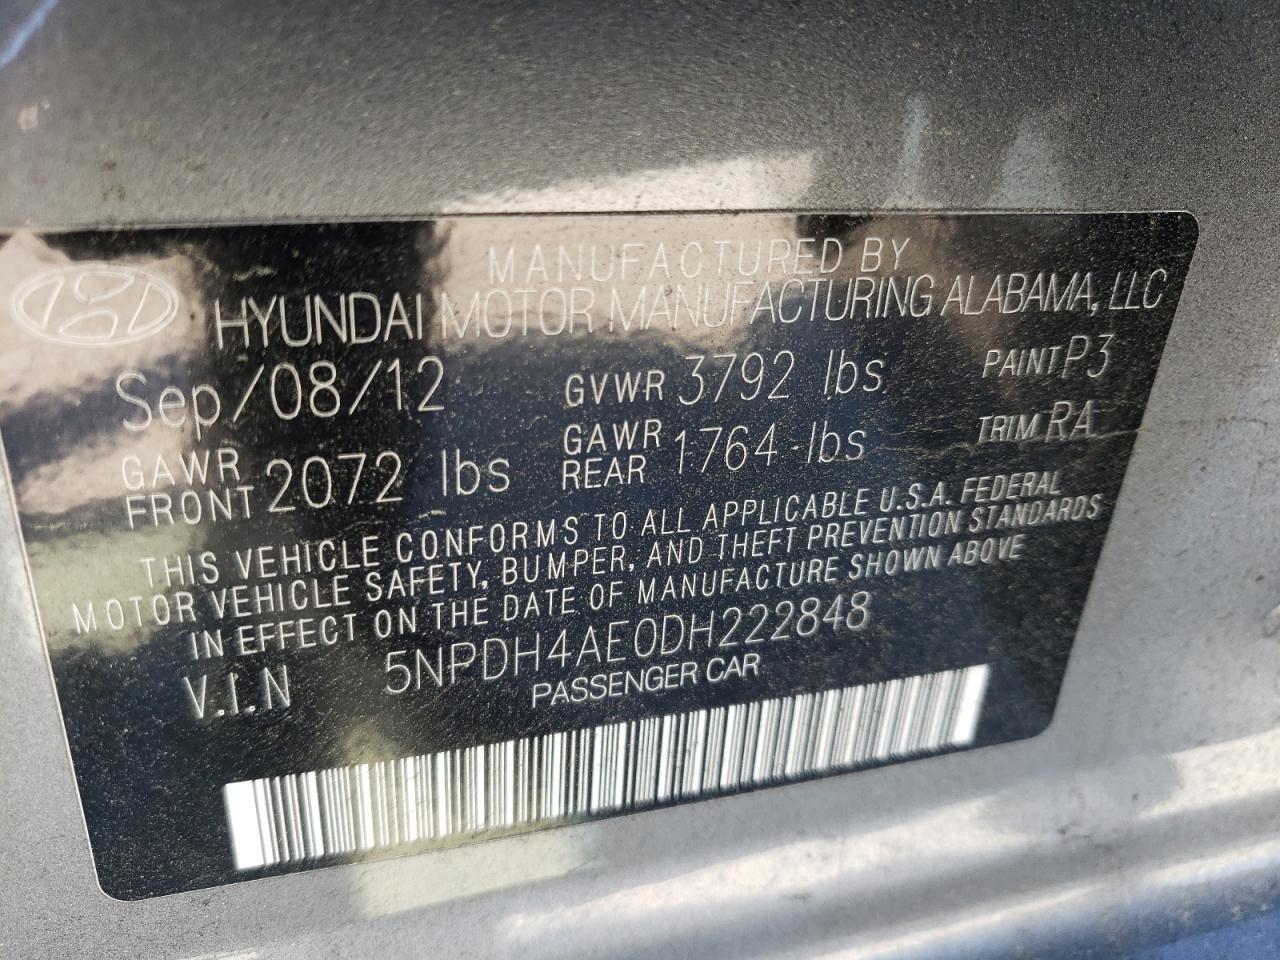 MANUFACTURED BY
HYUNDAI MOTOR MANUFACTURING ALABAMA, LLC
Sep/08/12 GVWR 3792 lbs PAINT P3
GAWR FRONT 2072 lbs GAWR REAR 1764 lbs TRIM RA
THIS VEHICLE CONFORMS TO ALL APPLICABLE U.S.A. FEDERAL
MOTOR VEHICLE SAFETY, BUMPER, AND THEFT PREVENTION STANDARDS
IN EFFECT ON THE DATE OF MANUFACTURE SHOWN ABOVE
V.I.N 5NPDH4AE0DH222848
PASSENGER CAR